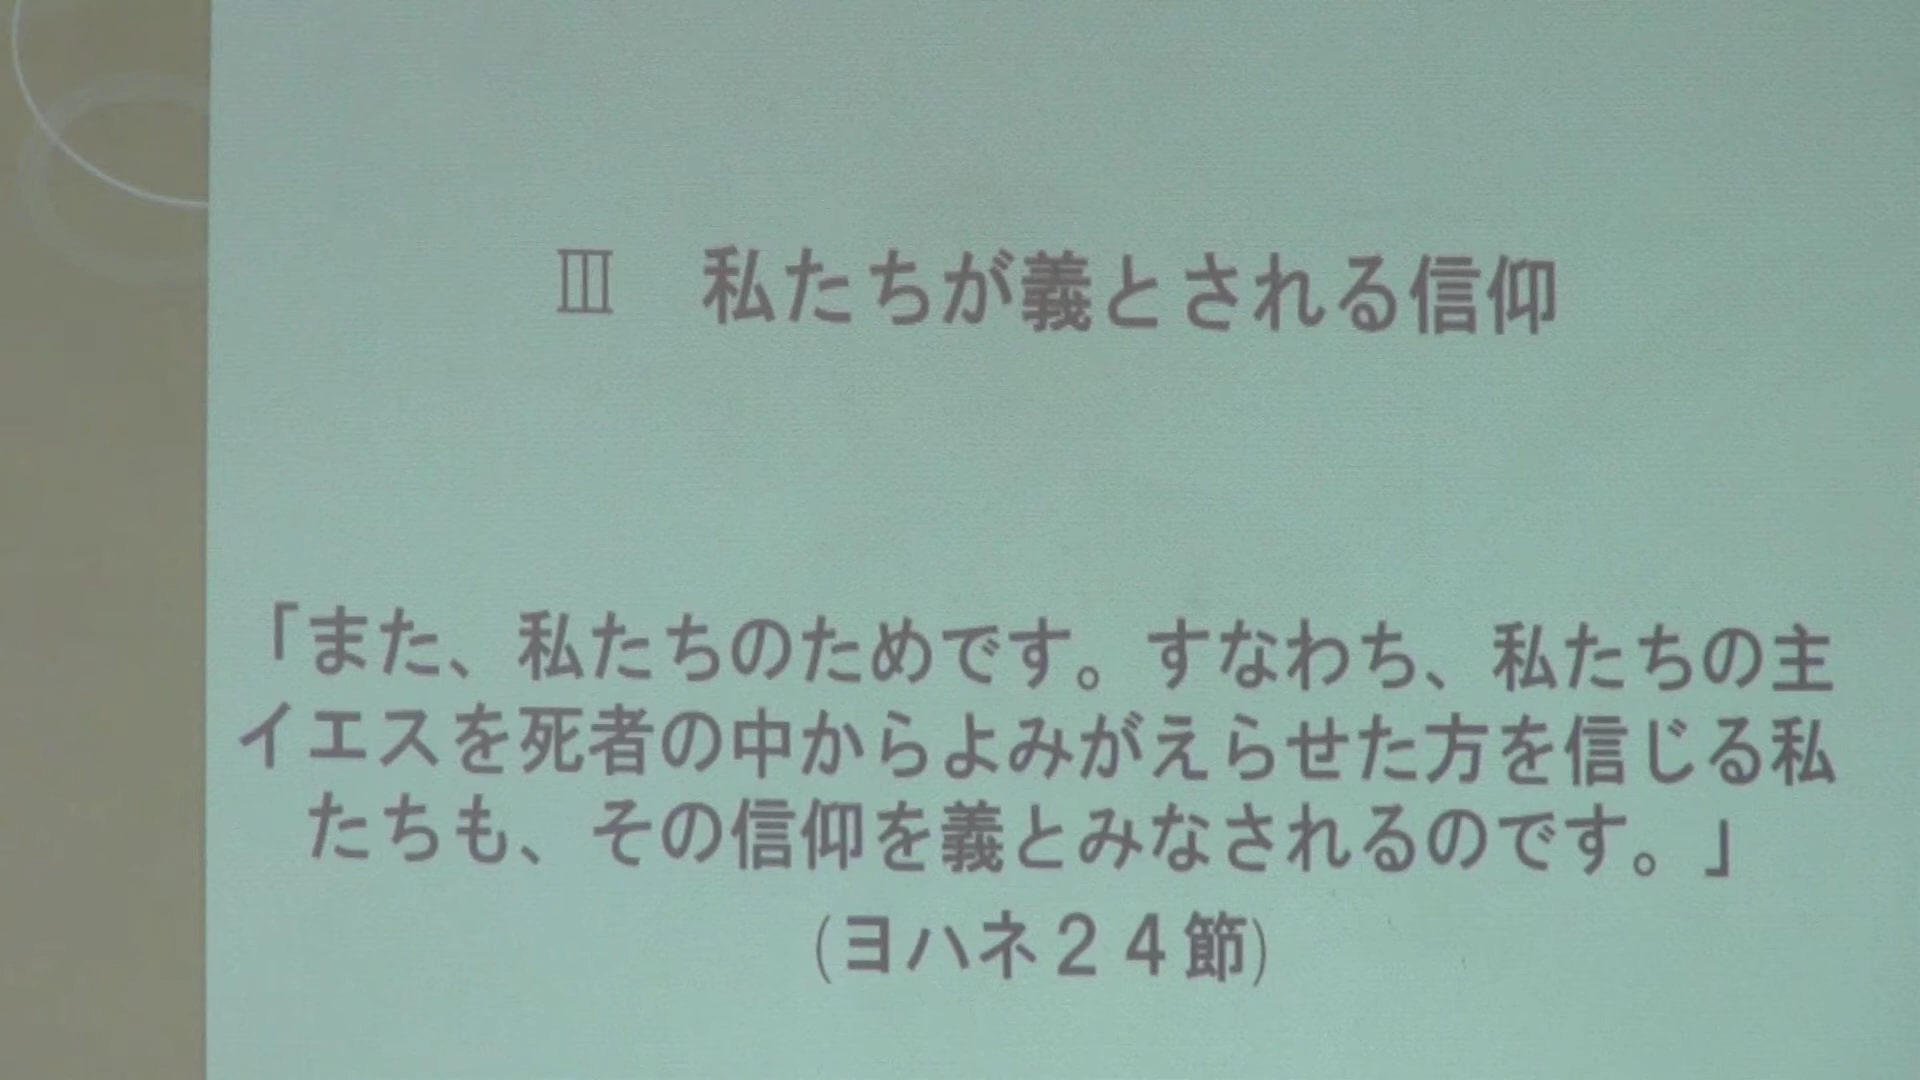 Ⅲ　私たちが義とされる信仰
「また、私たちのためです。すなわち、私たちの主
イエスを死者の中からよみがえらせた方を信じる私
たちも、その信仰を義とみなされるのです。」
(ヨハネ２４節)